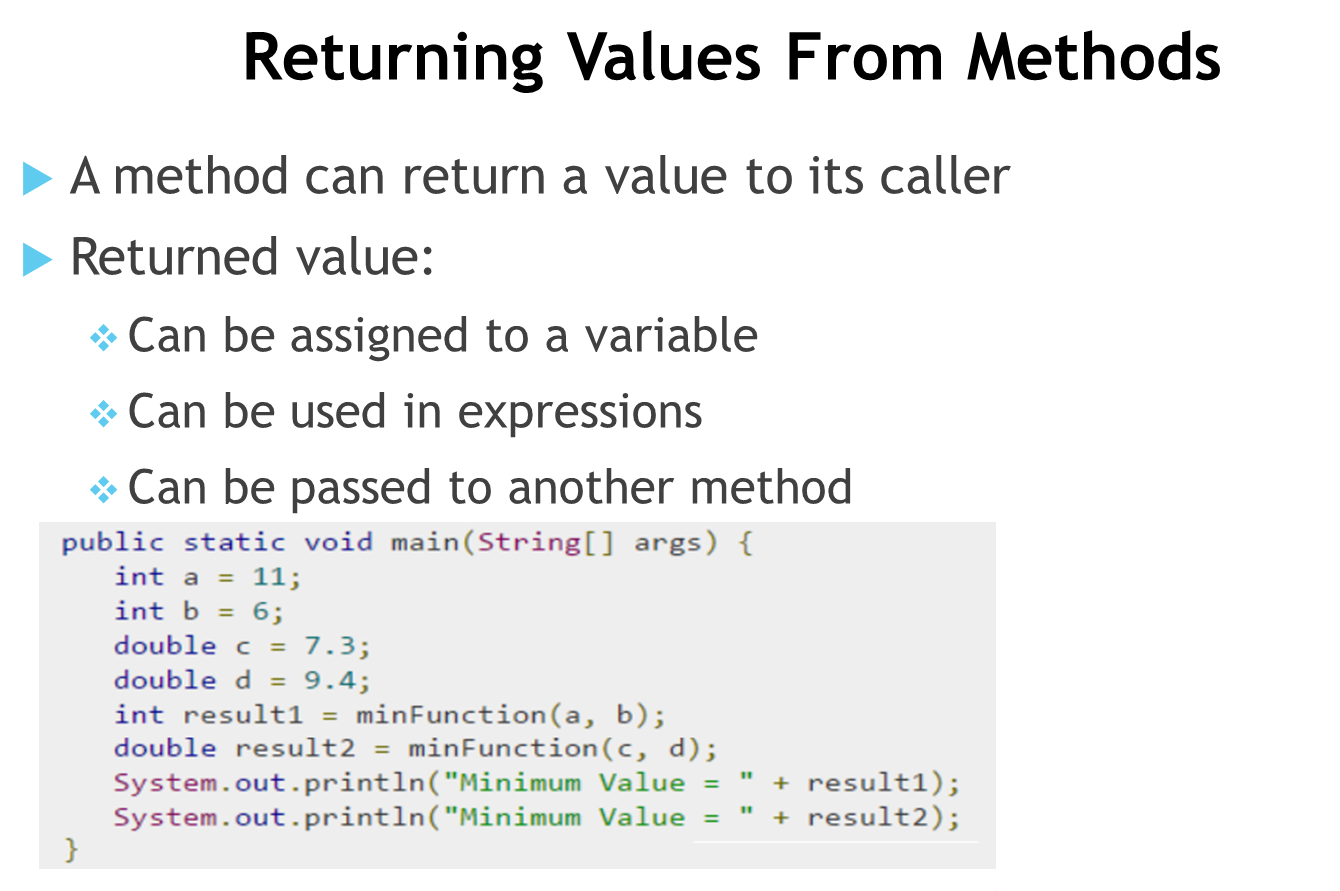 Returning Values From Methods
A method can return a value to its caller
Returned value:
Can be assigned to a variable
Can be used in expressions
Can be passed to another method
public static void main(String[] args) {
   int a = 11;
   int b = 6;
   double c = 7.3;
   double d = 9.4;
   int result1 = minFunction(a, b);
   double result2 = minFunction(c, d);
   System.out.println("Minimum Value = " + result1);
   System.out.println("Minimum Value = " + result2);
}